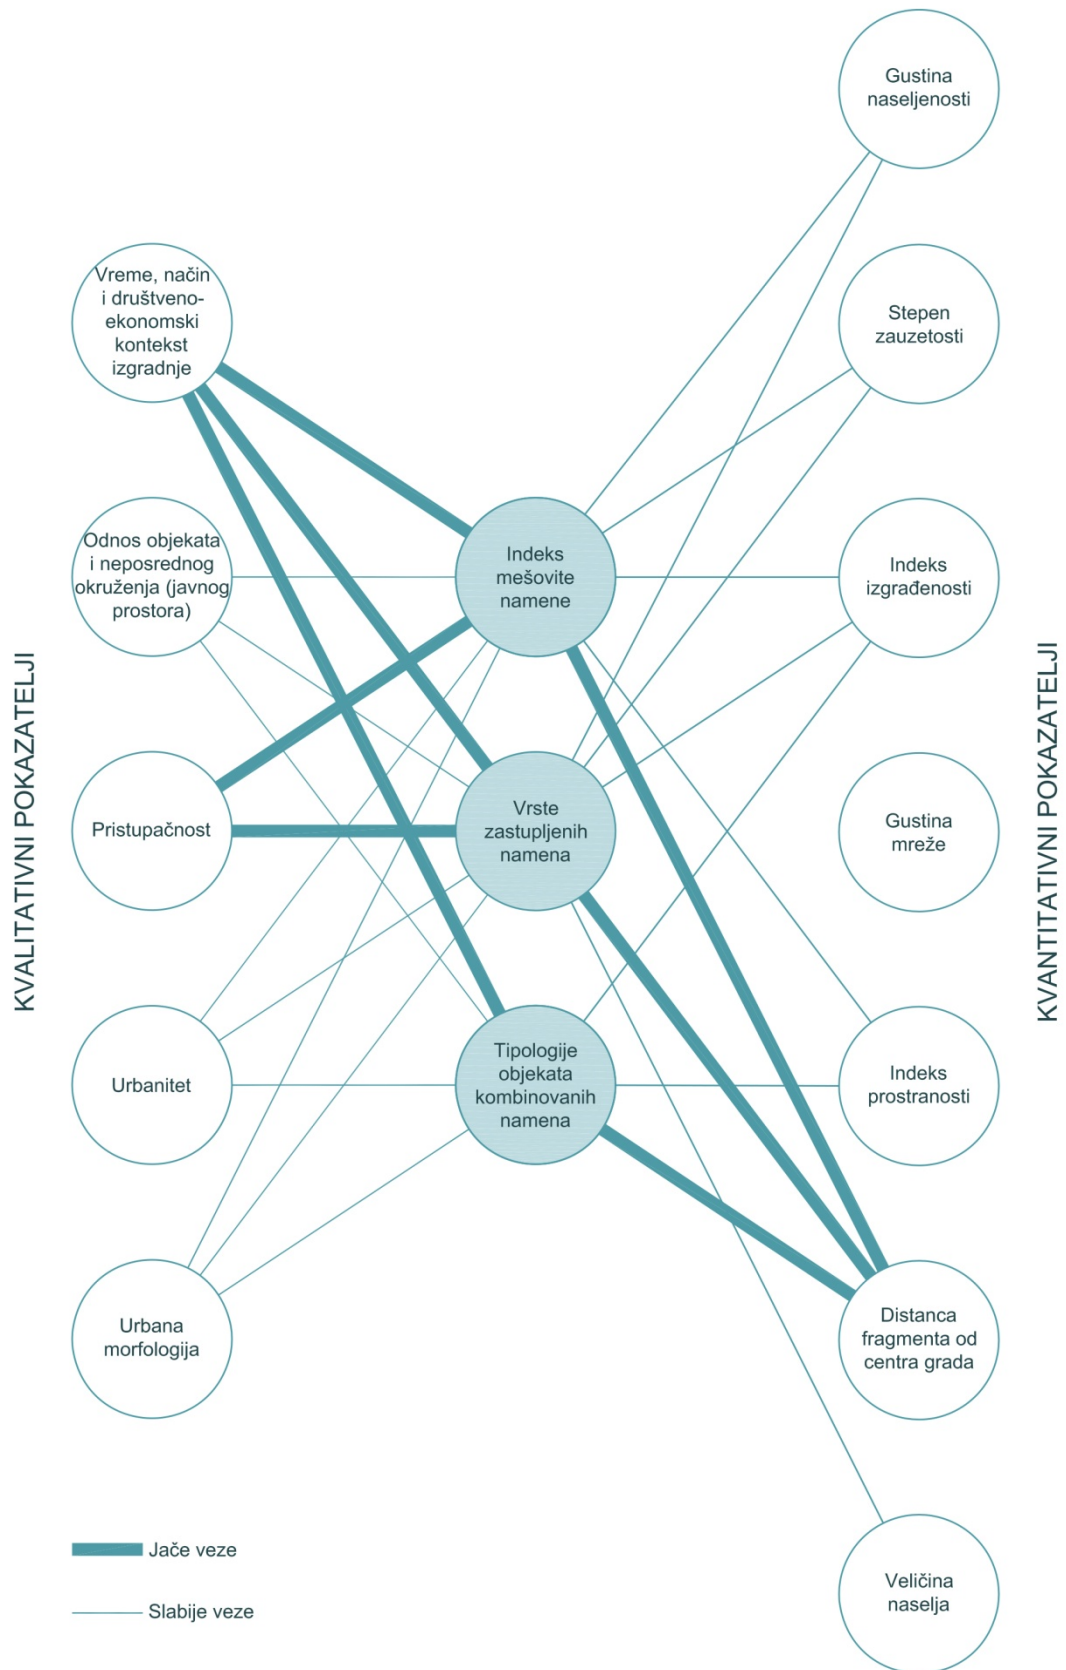 KVALITATIVNI POKAZATELJI
Vreme, način
i društveno-
ekonomski
kontekst
izgradnje
Odnos objekata
i neposrednog
okruženja (javnog
prostora)
Pristupačnost
Urbanitet
Urbana
morfologija
Indeks
mešovite
namene
Vrste
zastupljenih
namena
Tipologije
objekata
kombinovanih
namena
Gustina
naseljenosti
Stepen
zauzetosti
Indeks
izgrađenosti
Gustina
mreže
Indeks
prostranosti
Distanca
fragmenta od
centra grada
Veličina
naselja
KVANTITATIVNI POKAZATELJI
Jače veze
Slabije veze